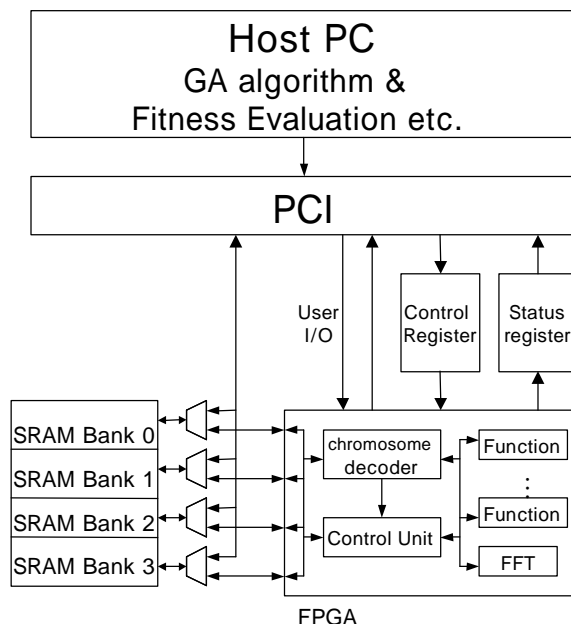 Host PC
GA algorithm &
Fitness Evaluation etc.
PCI
User
I/O
Control
Register
Status
register
SRAM Bank 0
SRAM Bank 1
SRAM Bank 2
SRAM Bank 3
chromosome
decoder
Control Unit
Function
Function
FFT
FPGA